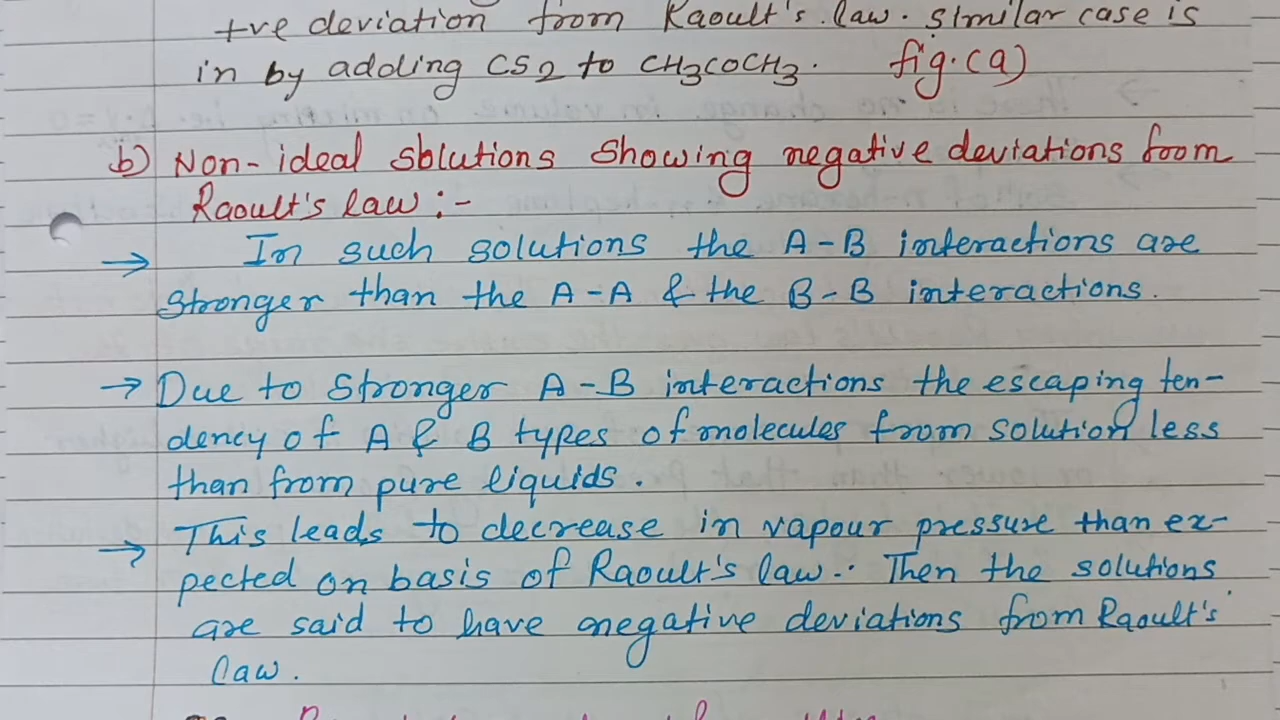 +ve deviation from Raoult's law. similar case is
in by adding CS2 to CH3COCH3. fig.(a)
b) Non-ideal solutions showing negative deviations from
Raoult's law :-
→ In such solutions the A-B interactions are
stronger than the A-A & the B-B interactions.
→ Due to stronger A-B interactions the escaping ten-
dency of A & B types of molecules from solution less
than from pure liquids.
→ This leads to decrease in vapour pressure than ex-
pected on basis of Raoult's law. Then the solutions
are said to have negative deviations from Raoult's
law.